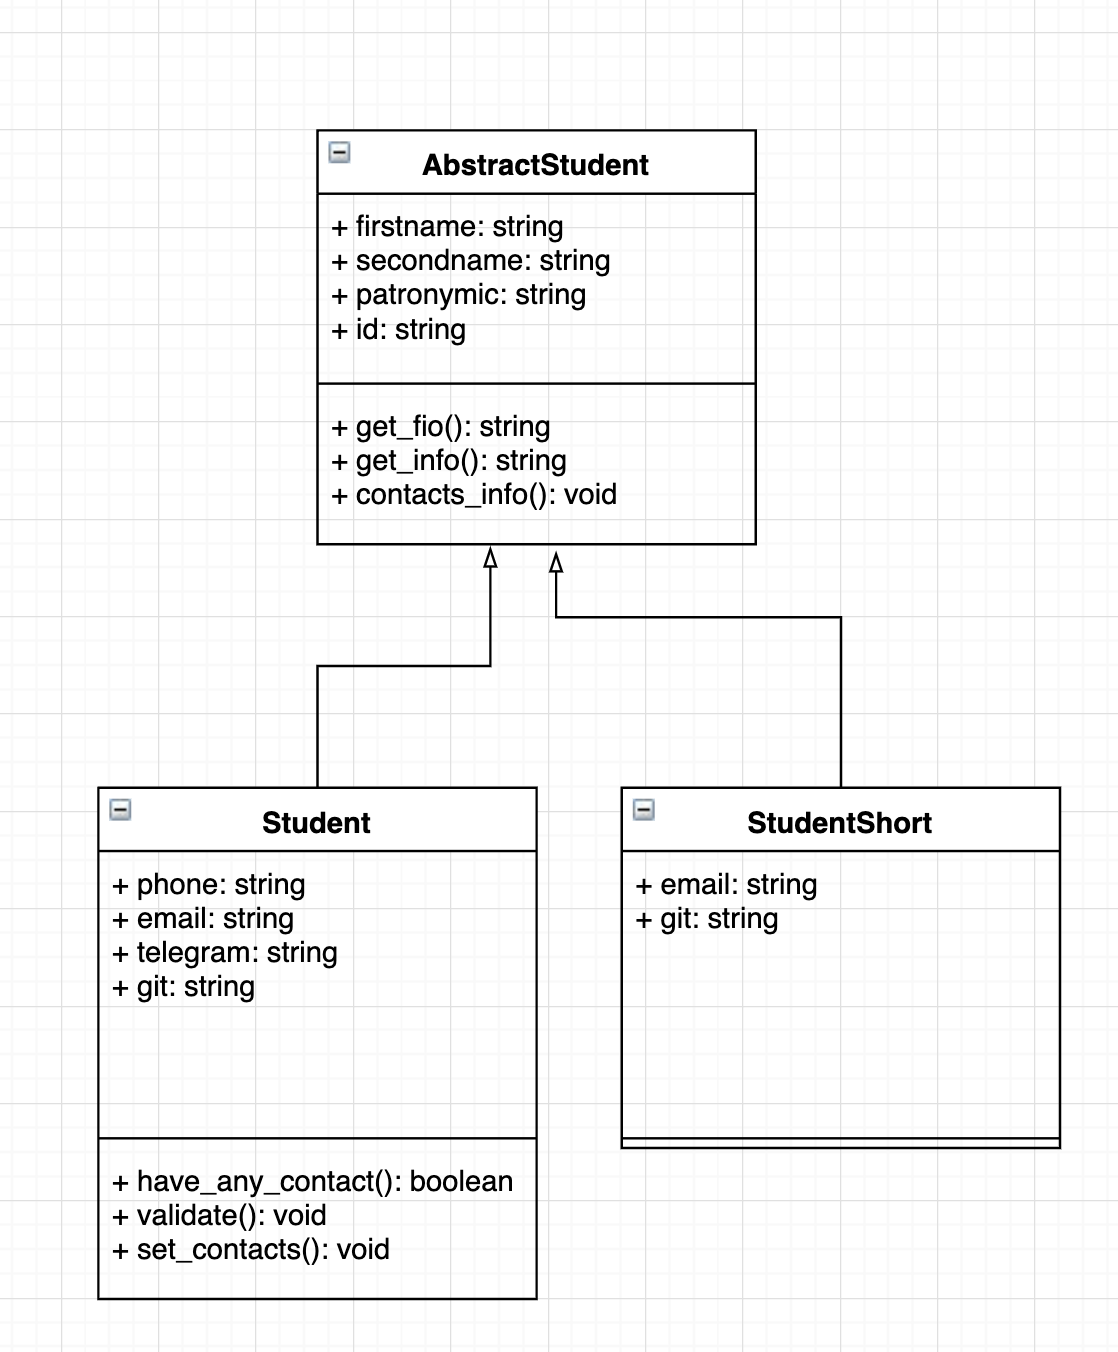 AbstractStudent
+ firstname: string
+ secondname: string
+ patronymic: string
+ id: string
+ get_fio(): string
+ get_info(): string
+ contacts_info(): void
Student
+ phone: string
+ email: string
+ telegram: string
+ git: string
+ have_any_contact(): boolean
+ validate(): void
+ set_contacts(): void
StudentShort
+ email: string
+ git: string